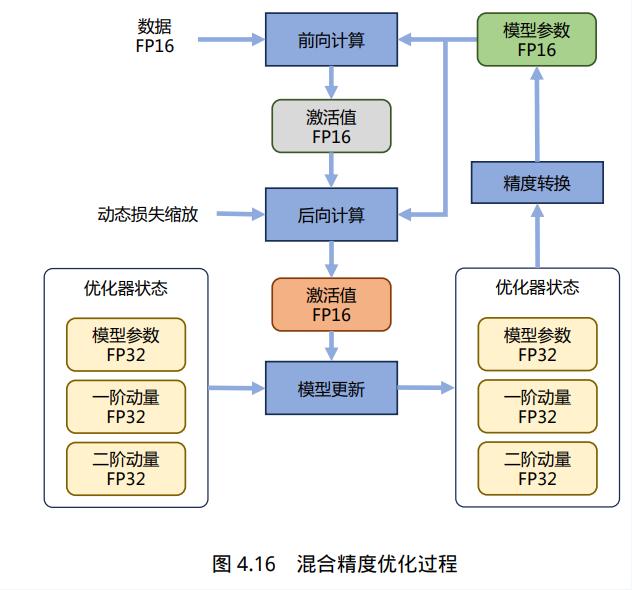 数据
FP16
前向计算
模型参数
FP16
激活值
FP16
精度转换
动态损失缩放
后向计算
优化器状态
模型参数
FP32
一阶动量
FP32
二阶动量
FP32
激活值
FP16
模型更新
优化器状态
模型参数
FP32
一阶动量
FP32
二阶动量
FP32
图 4.16 混合精度优化过程